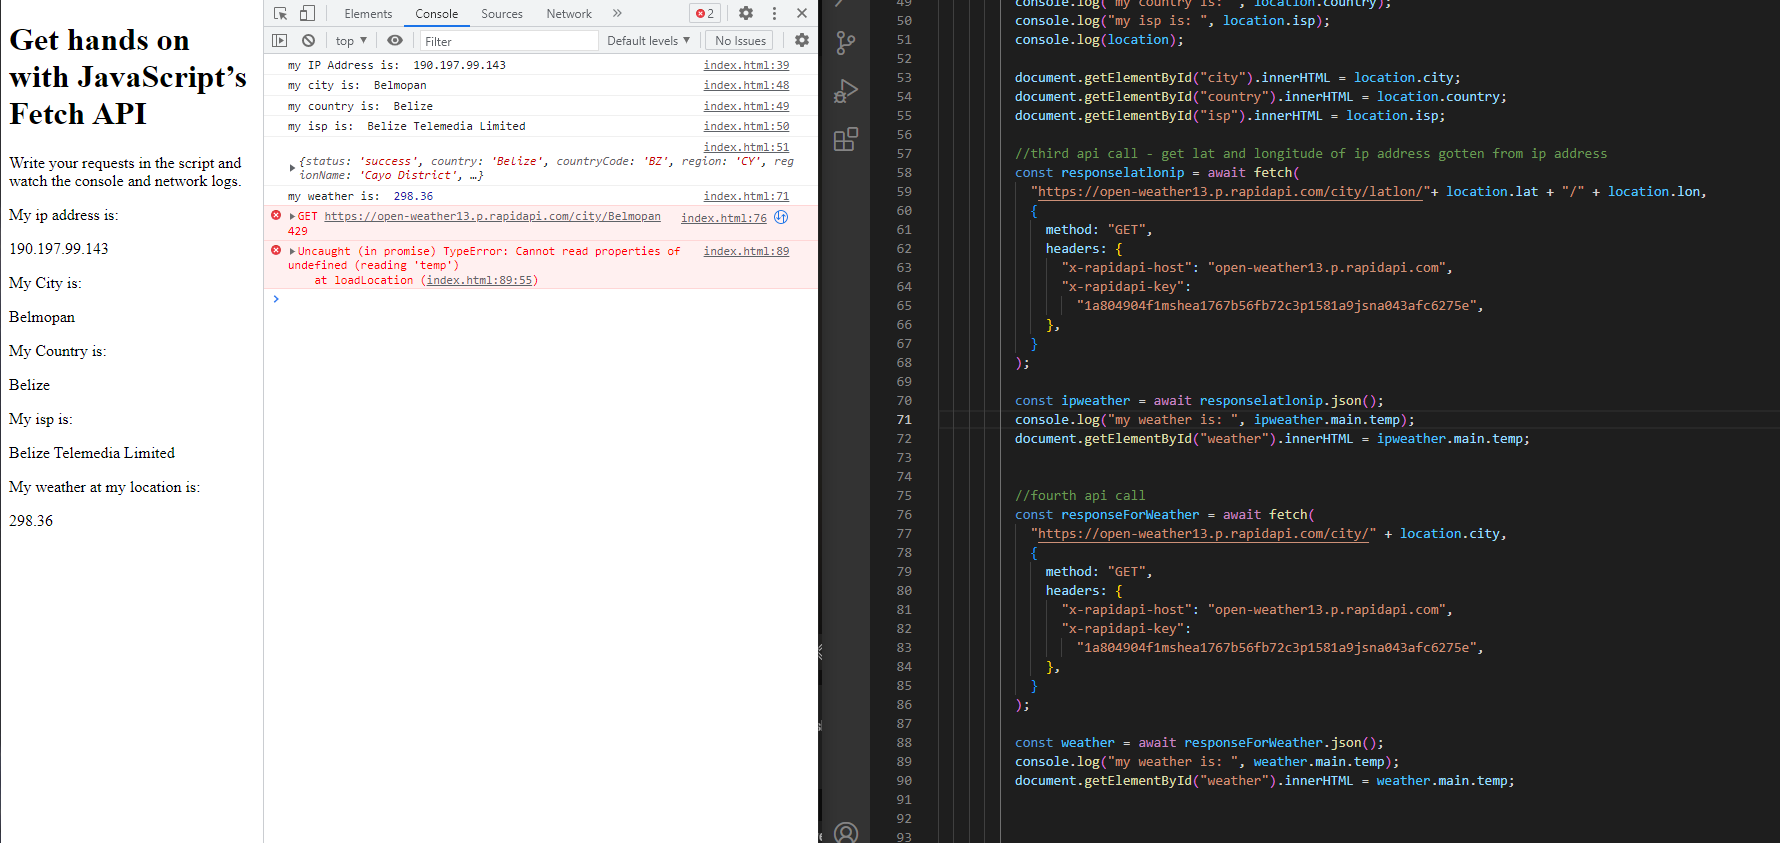 Get hands on
with JavaScript’s
Fetch API
Write your requests in the script and
watch the console and network logs.
My ip address is:
190.197.99.143
My City is:
Belmopan
My Country is:
Belize
My isp is:
Belize Telemedia Limited
My weather at my location is:
298.36
Elements Console Sources Network » 2
top ▼ Filter Default levels ▼ No Issues
my IP Address is:  190.197.99.143 index.html:39
my city is:  Belmopan index.html:48
my country is:  Belize index.html:49
my isp is:  Belize Telemedia Limited index.html:50
index.html:51
{status: 'success', country: 'Belize', countryCode: 'BZ', region: 'CY', reg
ionName: 'Cayo District', …}
my weather is:  298.36 index.html:71
GET https://open-weather13.p.rapidapi.com/city/Belmopan index.html:76
429
Uncaught (in promise) TypeError: Cannot read properties of index.html:89
undefined (reading 'temp')
at loadLocation (index.html:89:55)
49 console.log("my country is: ", location.country);
50 console.log("my isp is: ", location.isp);
51 console.log(location);
52
53 document.getElementById("city").innerHTML = location.city;
54 document.getElementById("country").innerHTML = location.country;
55 document.getElementById("isp").innerHTML = location.isp;
56
57 //third api call - get lat and longitude of ip address gotten from ip address
58 const responselatlonip = await fetch(
59 "https://open-weather13.p.rapidapi.com/city/latlon/"+ location.lat + "/" + location.lon,
60 {
61 method: "GET",
62 headers: {
63 "x-rapidapi-host": "open-weather13.p.rapidapi.com",
64 "x-rapidapi-key":
65 "1a804904f1mshea1767b56fb72c3p1581a9jsna043afc6275e",
66 },
67 }
68 );
69
70 const ipweather = await responselatlonip.json();
71 console.log("my weather is: ", ipweather.main.temp);
72 document.getElementById("weather").innerHTML = ipweather.main.temp;
73
74
75 //fourth api call
76 const responseForWeather = await fetch(
77 "https://open-weather13.p.rapidapi.com/city/" + location.city,
78 {
79 method: "GET",
80 headers: {
81 "x-rapidapi-host": "open-weather13.p.rapidapi.com",
82 "x-rapidapi-key":
83 "1a804904f1mshea1767b56fb72c3p1581a9jsna043afc6275e",
84 },
85 }
86 );
87
88 const weather = await responseForWeather.json();
89 console.log("my weather is: ", weather.main.temp);
90 document.getElementById("weather").innerHTML = weather.main.temp;
91
92
93